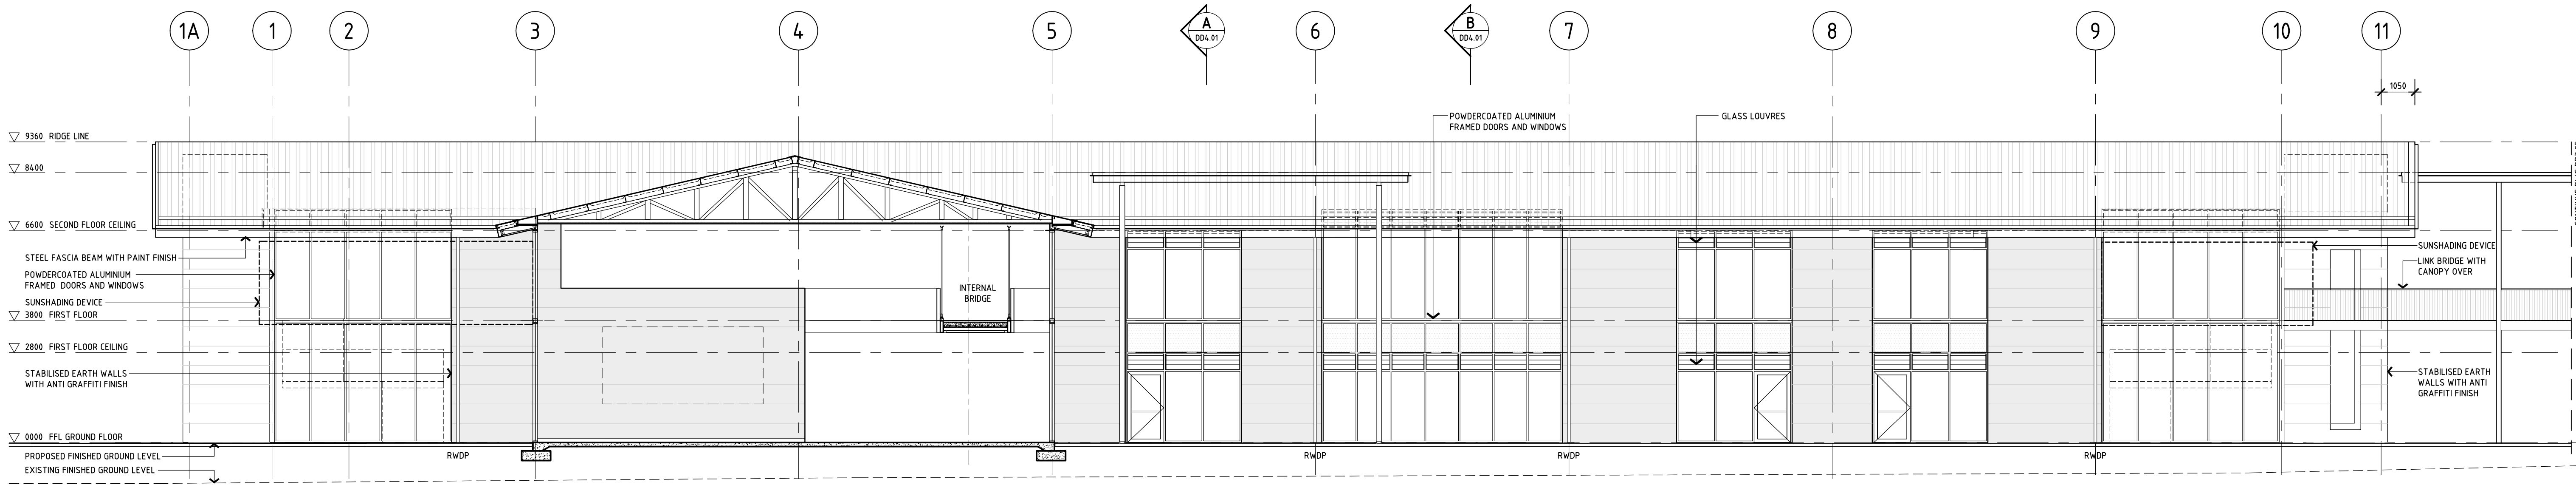 1A
1
2
3
4
5
A
DD4.01
6
B
DD4.01
7
8
9
10
11
1050
9360 RIDGE LINE
8400
6600 SECOND FLOOR CEILING
STEEL FASCIA BEAM WITH PAINT FINISH
POWDERCOATED ALUMINIUM
FRAMED DOORS AND WINDOWS
SUNSHADING DEVICE
3800 FIRST FLOOR
2800 FIRST FLOOR CEILING
STABILISED EARTH WALLS
WITH ANTI GRAFFITI FINISH
0000 FFL GROUND FLOOR
PROPOSED FINISHED GROUND LEVEL
EXISTING FINISHED GROUND LEVEL
RWDP
INTERNAL
BRIDGE
POWDERCOATED ALUMINIUM
FRAMED DOORS AND WINDOWS
GLASS LOUVRES
RWDP
RWDP
RWDP
SUNSHADING DEVICE
LINK BRIDGE WITH
CANOPY OVER
STABILISED EARTH
WALLS WITH ANTI
GRAFFITI FINISH